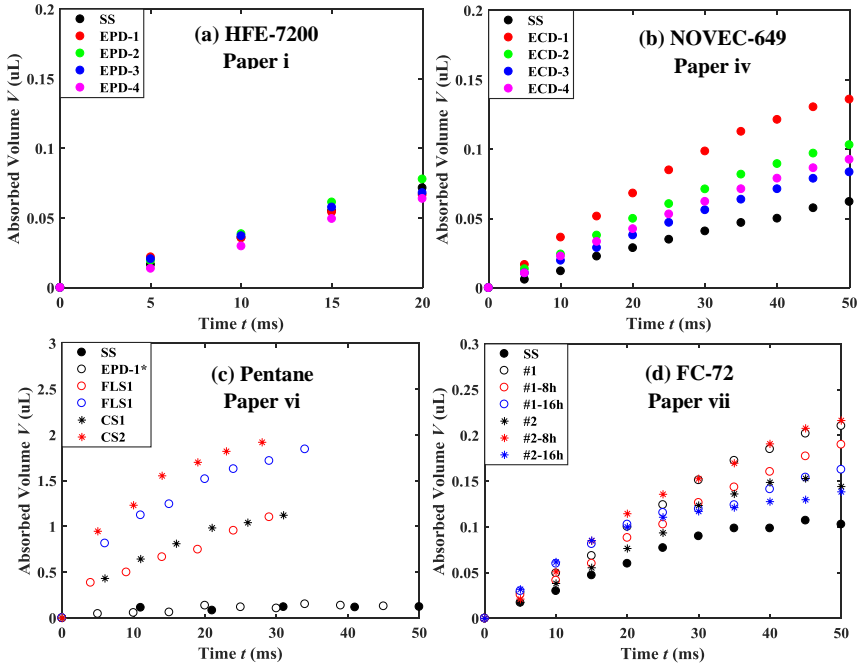 (a) HFE-7200
Paper i
SS
EPD-1
EPD-2
EPD-3
EPD-4
Absorbed Volume V (uL)
0.2
0.15
0.1
0.05
0
0 5 10 15 20
Time t (ms)
(b) NOVEC-649
Paper iv
SS
ECD-1
ECD-2
ECD-3
ECD-4
Absorbed Volume V (uL)
0.2
0.15
0.1
0.05
0
0 10 20 30 40 50
Time t (ms)
(c) Pentane
Paper vi
SS
EPD-1*
FLS1
FLS1
CS1
CS2
Absorbed Volume V (uL)
3
2.5
2
1.5
1
0.5
0
0 10 20 30 40 50
Time t (ms)
(d) FC-72
Paper vii
SS
#1
#1-8h
#1-16h
#2
#2-8h
#2-16h
Absorbed Volume V (uL)
0.3
0.25
0.2
0.15
0.1
0.05
0
0 10 20 30 40 50
Time t (ms)